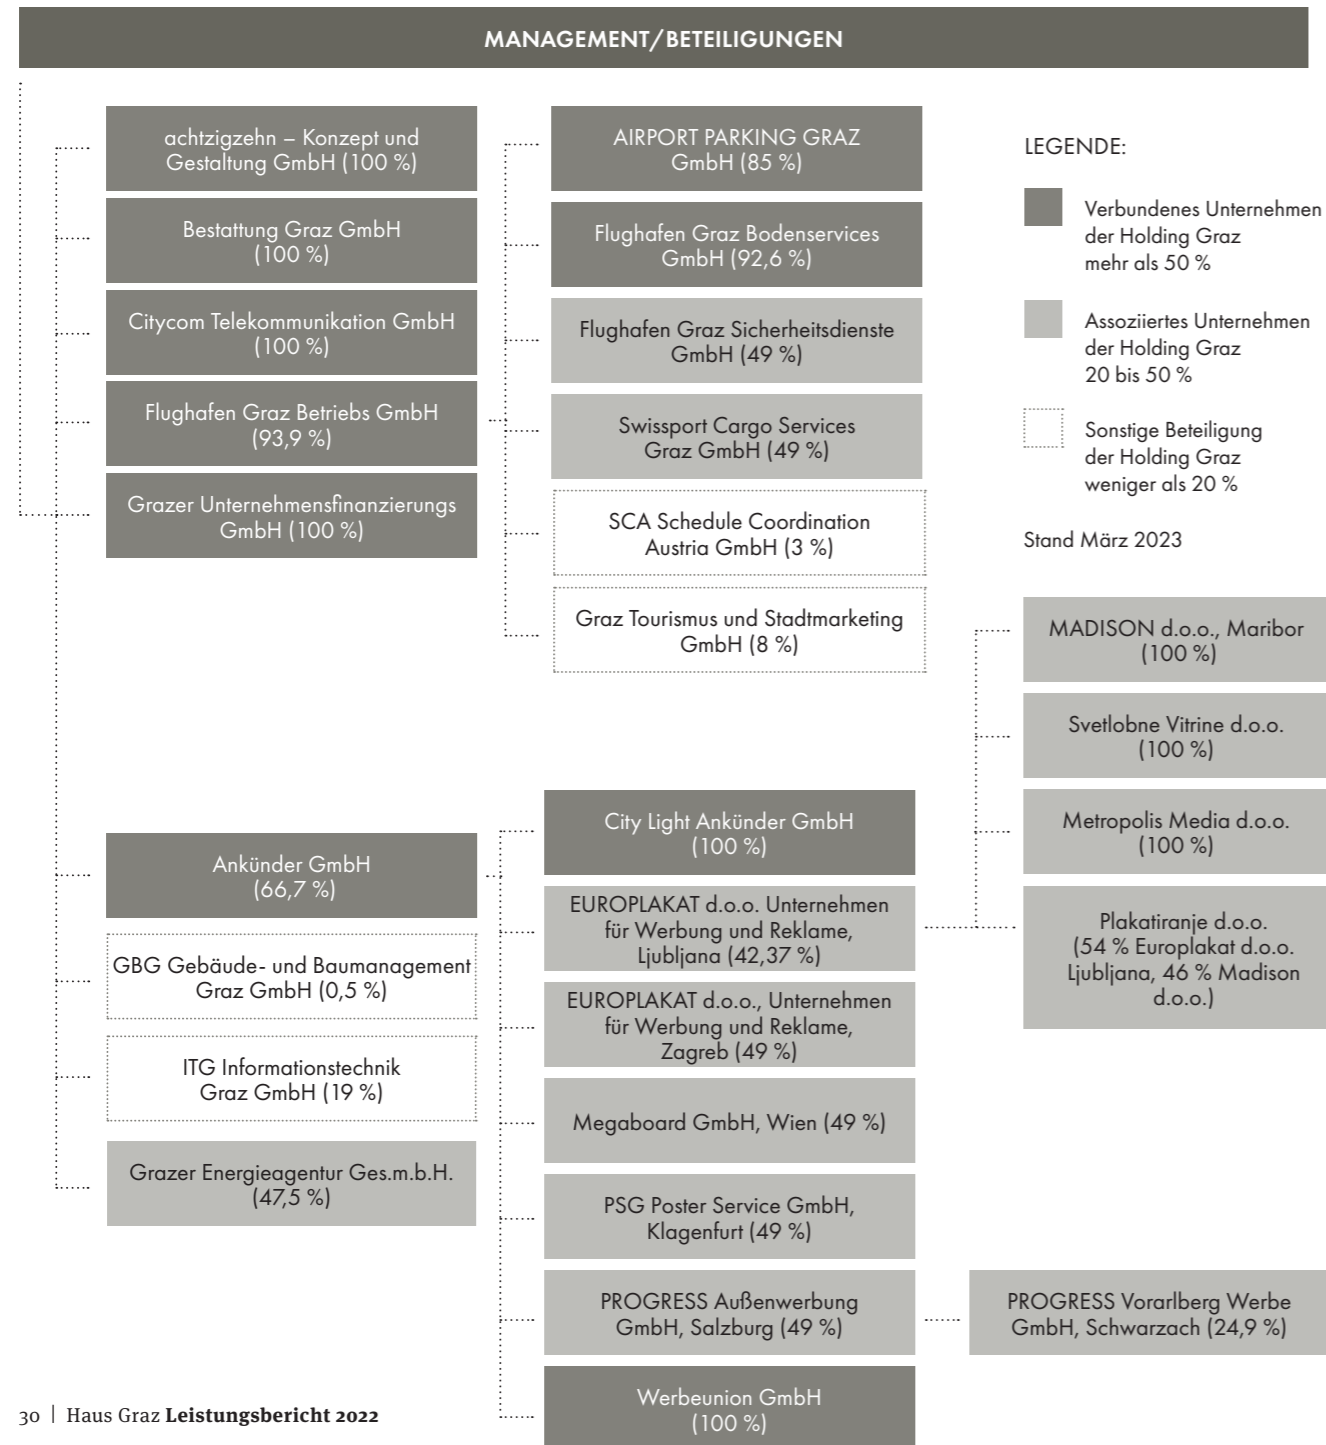 MANAGEMENT/BETEILIGUNGEN
achtzigzehn – Konzept und
Gestaltung GmbH (100 %)
Bestattung Graz GmbH
(100 %)
Citycom Telekommunikation GmbH
(100 %)
Flughafen Graz Betriebs GmbH
(93,9 %)
Grazer Unternehmensfinanzierungs
GmbH (100 %)
AIRPORT PARKING GRAZ
GmbH (85 %)
Flughafen Graz Bodenservices
GmbH (92,6 %)
Flughafen Graz Sicherheitsdienste
GmbH (49 %)
Swissport Cargo Services
Graz GmbH (49 %)
SCA Schedule Coordination
Austria GmbH (3 %)
Graz Tourismus und Stadtmarketing
GmbH (8 %)
LEGENDE:
Verbundenes Unternehmen
der Holding Graz
mehr als 50 %
Assoziiertes Unternehmen
der Holding Graz
20 bis 50 %
Sonstige Beteiligung
der Holding Graz
weniger als 20 %
Stand März 2023
Ankünder GmbH
(66,7 %)
GBG Gebäude- und Baumanagement
Graz GmbH (0,5 %)
ITG Informationstechnik
Graz GmbH (19 %)
Grazer Energieagentur Ges.m.b.H.
(47,5 %)
City Light Ankünder GmbH
(100 %)
EUROPLAKAT d.o.o. Unternehmen
für Werbung und Reklame,
Ljubljana (42,37 %)
EUROPLAKAT d.o.o., Unternehmen
für Werbung und Reklame,
Zagreb (49 %)
Megaboard GmbH, Wien (49 %)
PSG Poster Service GmbH,
Klagenfurt (49 %)
PROGRESS Außenwerbung
GmbH, Salzburg (49 %)
Werbeunion GmbH
(100 %)
MADISON d.o.o., Maribor
(100 %)
Svetlobne Vitrine d.o.o.
(100 %)
Metropolis Media d.o.o.
(100 %)
Plakatiranje d.o.o.
(54 % Europlakat d.o.o.
Ljubljana, 46 % Madison
d.o.o.)
PROGRESS Vorarlberg Werbe
GmbH, Schwarzach (24,9 %)
30 | Haus Graz Leistungsbericht 2022